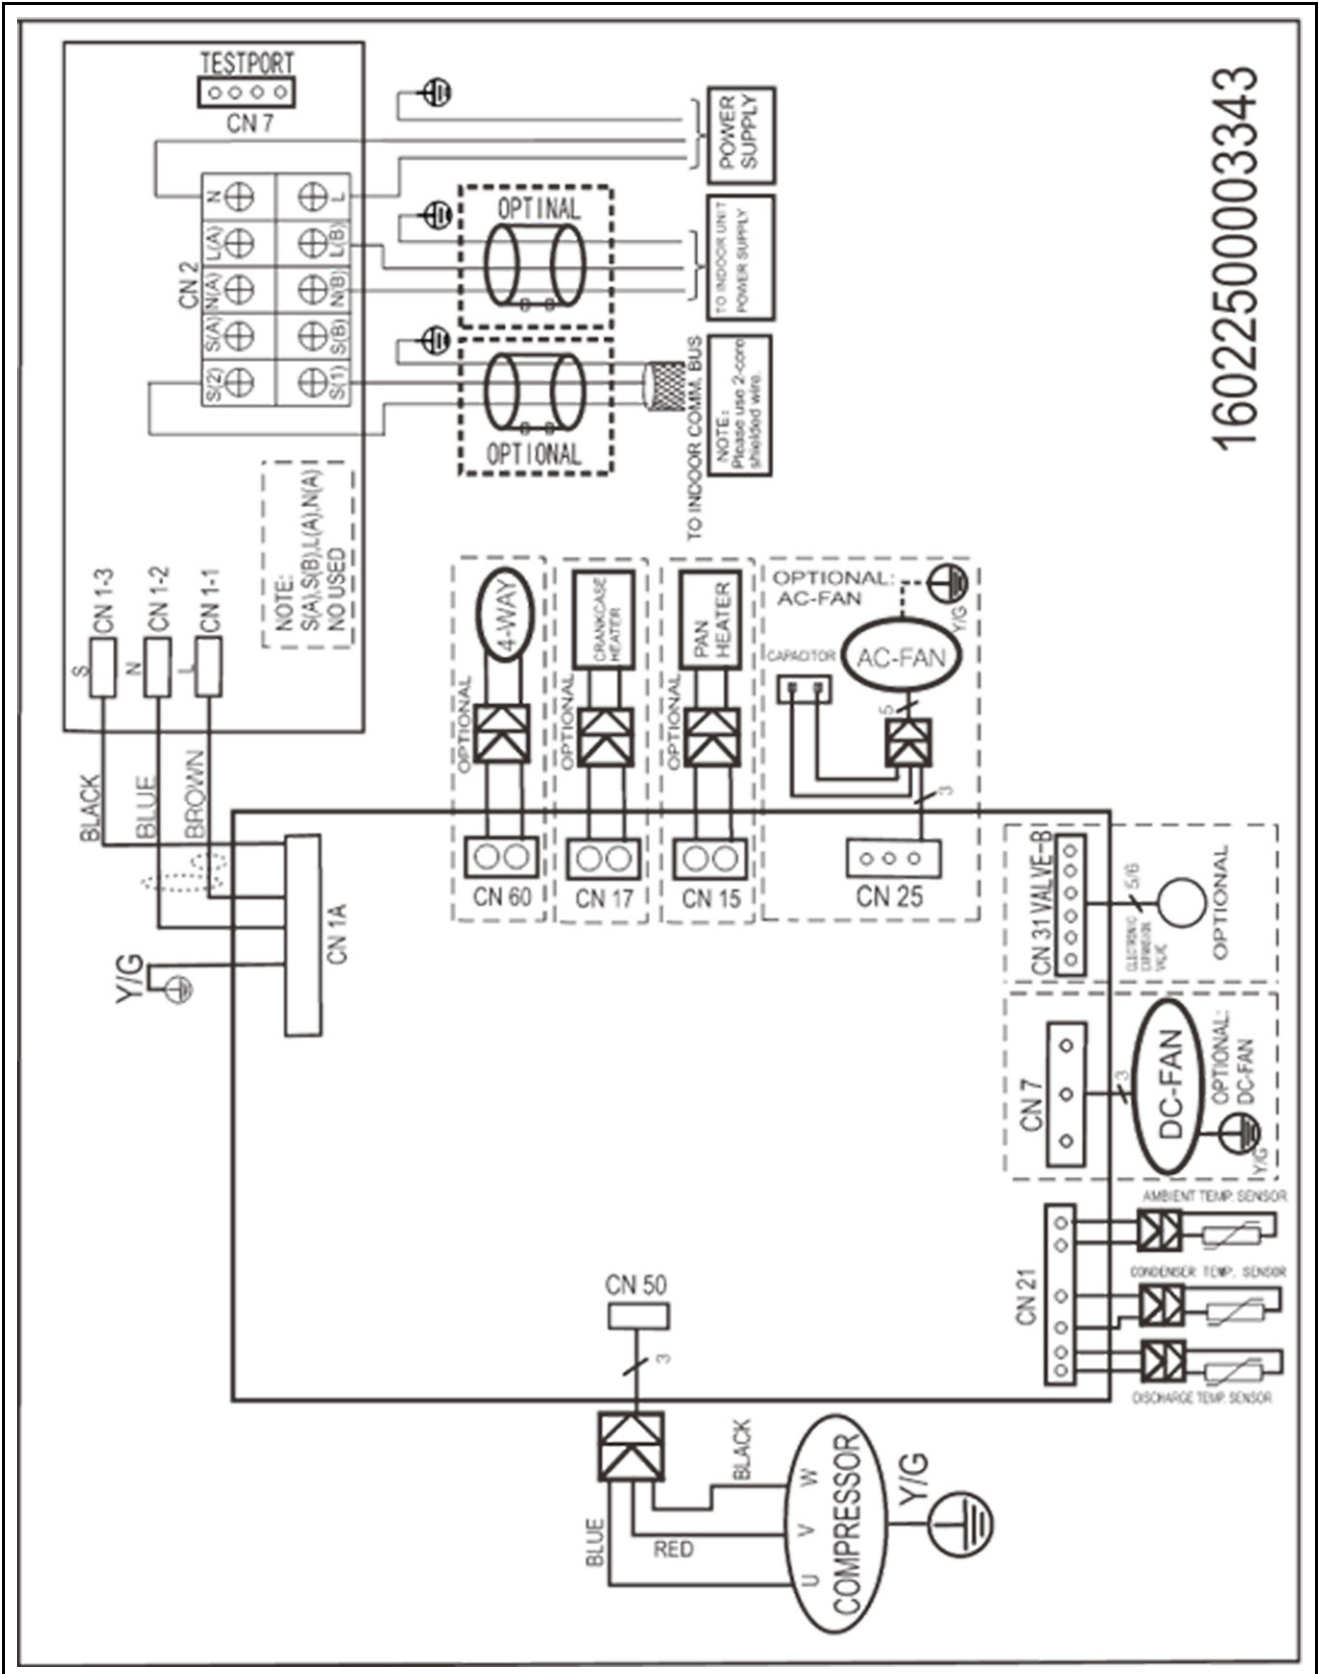 TESTPORT
CN 7
CN 2
N
L
L(A)
L(B)
N(A)
N(B)
S(A)
S(B)
S(2)
S(1)
POWER
SUPPLY
OPTINAL
TO INDOOR UNIT
POWER SUPPLY
OPTIONAL
TO INDOOR COMM. BUS
NOTE:
Please use 2-core
shielded wire.
16022500003343
NOTE:
S(A),S(B),L(A),N(A)
NO USED
CN 1-3
CN 1-2
CN 1-1
S
N
L
BLACK
BLUE
BROWN
Y/G
CN 1A
OPTIONAL
4-WAY
CN 60
OPTIONAL
CRANKCASE
HEATER
CN 17
OPTIONAL
PAN
HEATER
CN 15
OPTIONAL:
AC-FAN
Y/G
CAPACITOR
AC-FAN
5
3
CN 25
CN 31 VALVE-B
5/6
ELECTRONIC
EXPANSION
VALVE
OPTIONAL
CN 7
3
DC-FAN
OPTIONAL:
DC-FAN
Y/G
CN 21
AMBIENT TEMP. SENSOR
CONDENSER TEMP. SENSOR
DISCHARGE TEMP. SENSOR
CN 50
3
BLUE
RED
BLACK
U
V
W
COMPRESSOR
Y/G